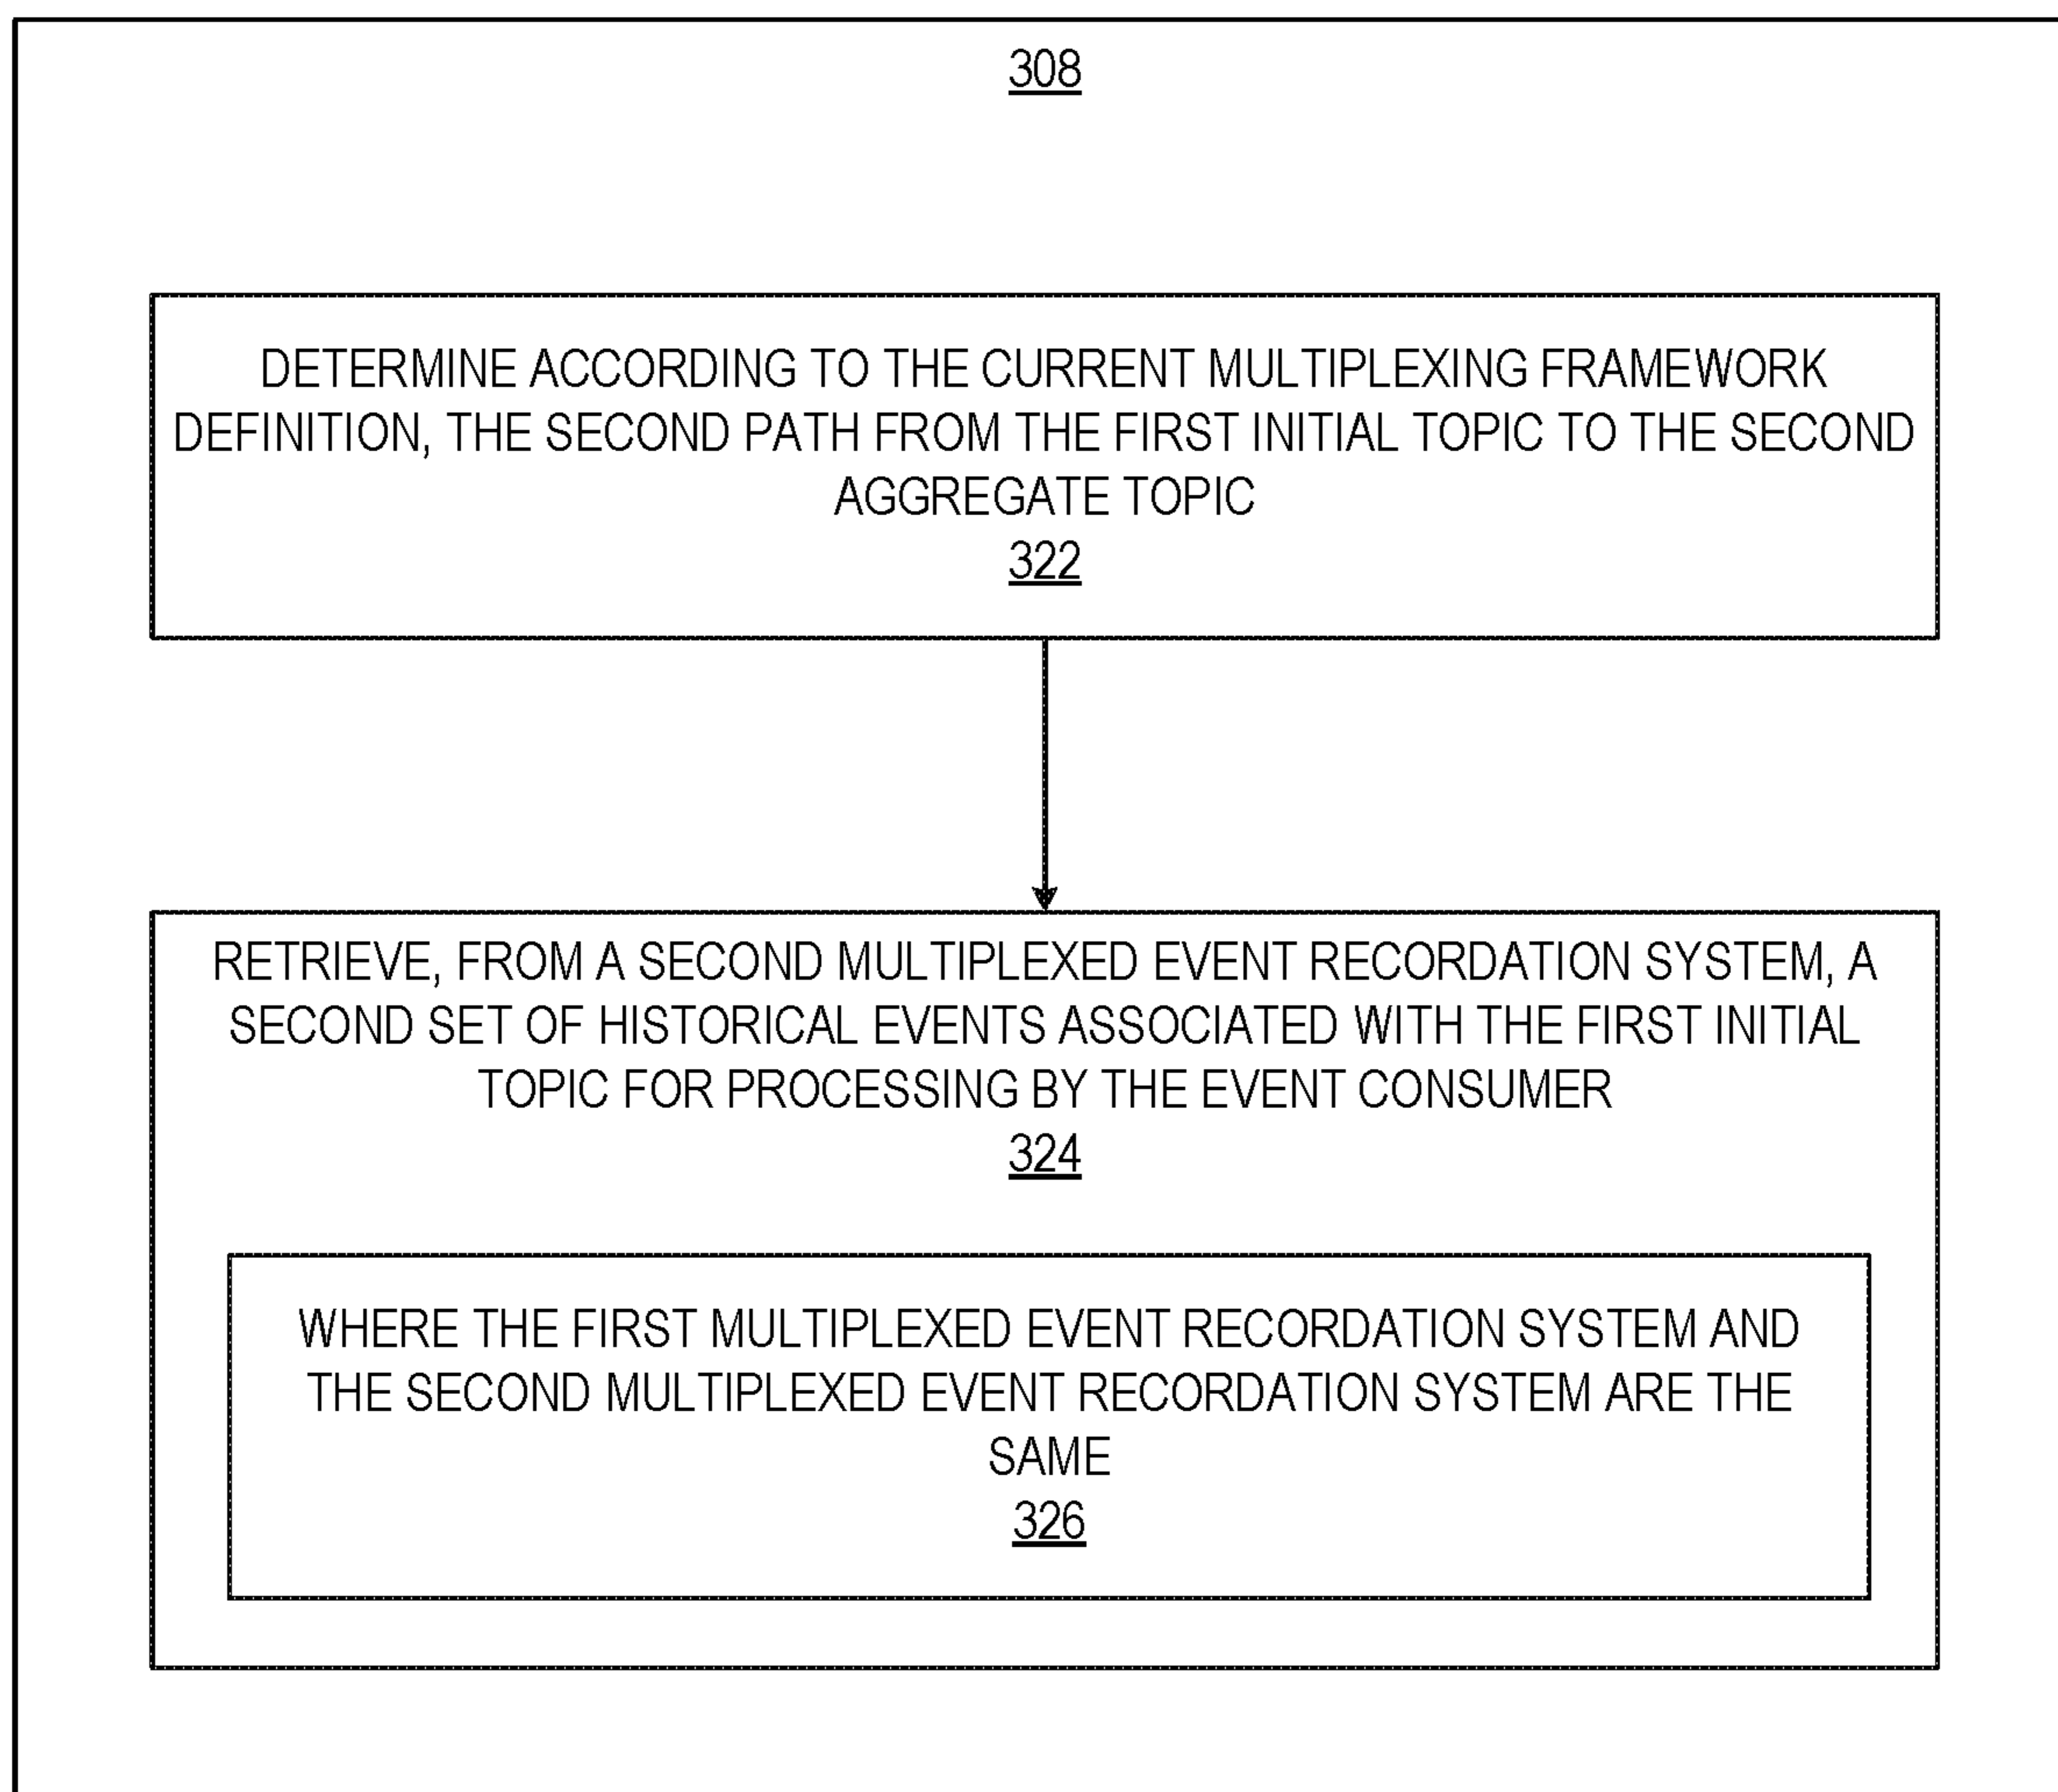 308
DETERMINE ACCORDING TO THE CURRENT MULTIPLEXING FRAMEWORK
DEFINITION, THE SECOND PATH FROM THE FIRST INITIAL TOPIC TO THE SECOND
AGGREGATE TOPIC
322
RETRIEVE, FROM A SECOND MULTIPLEXED EVENT RECORDATION SYSTEM, A
SECOND SET OF HISTORICAL EVENTS ASSOCIATED WITH THE FIRST INITIAL
TOPIC FOR PROCESSING BY THE EVENT CONSUMER
324
WHERE THE FIRST MULTIPLEXED EVENT RECORDATION SYSTEM AND
THE SECOND MULTIPLEXED EVENT RECORDATION SYSTEM ARE THE
SAME
326